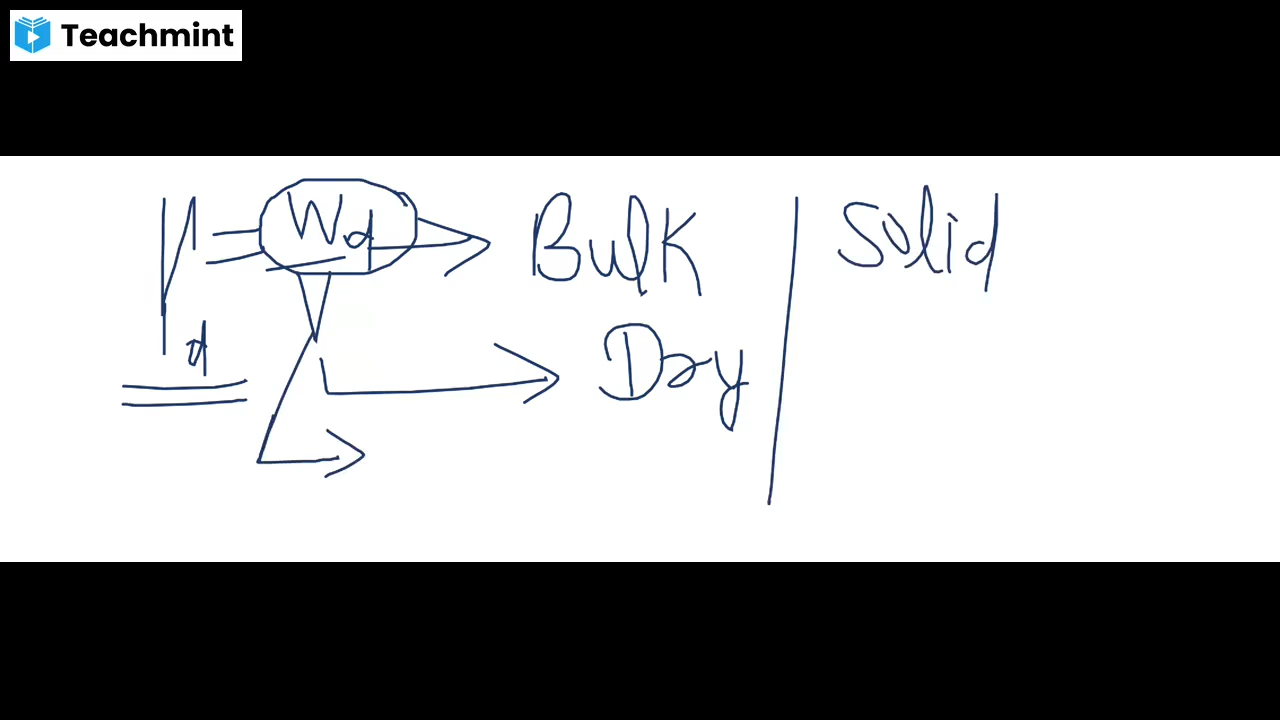 Teachmint
= Wd Bulk Solid
d Dry